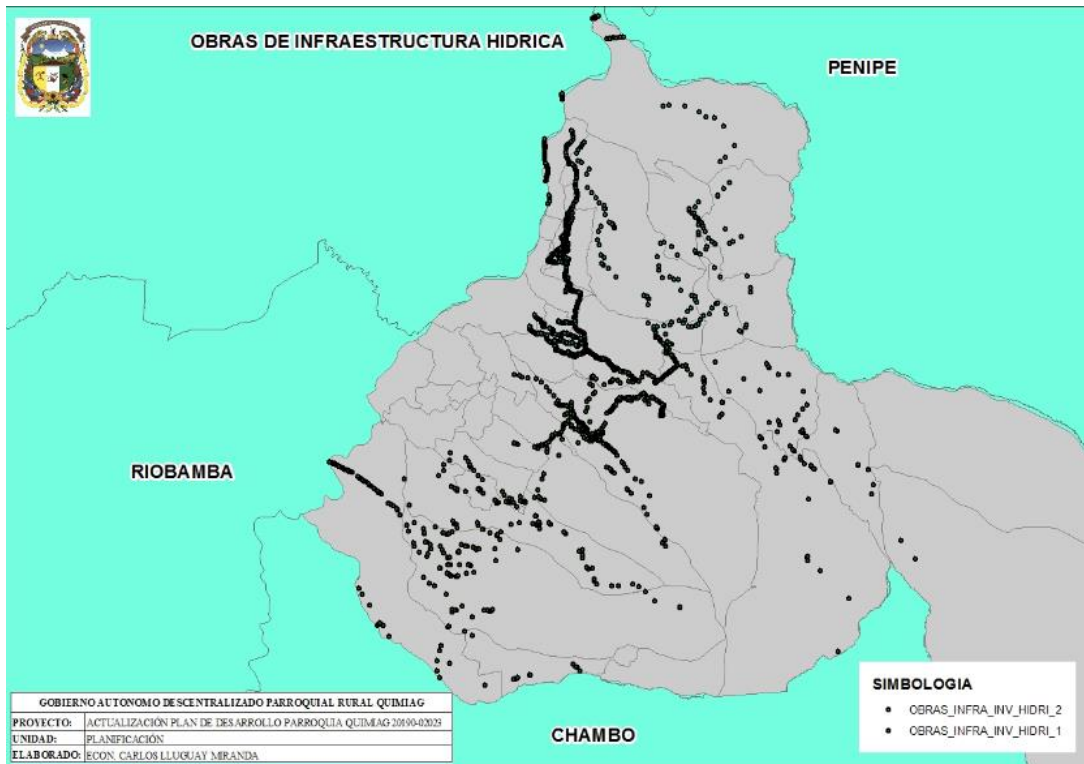 OBRAS DE INFRAESTRUCTURA HIDRICA
PENIPE
RIOBAMBA
CHAMBO
SIMBOLOGIA
OBRAS_INFRA_INV_HIDRI_2
OBRAS_INFRA_INV_HIDRI_1
GOBIERNO AUTONOMO DESCENTRALIZADO PARROQUIAL RURAL QUIMIAG
PROYECTO: ACTUALIZACIÓN PLAN DE DESARROLLO PARROQUIA QUIMIAG 20190-02023
UNIDAD: PLANIFICACIÓN
ELABORADO: ECON. CARLOS LLUGUAY MIRANDA